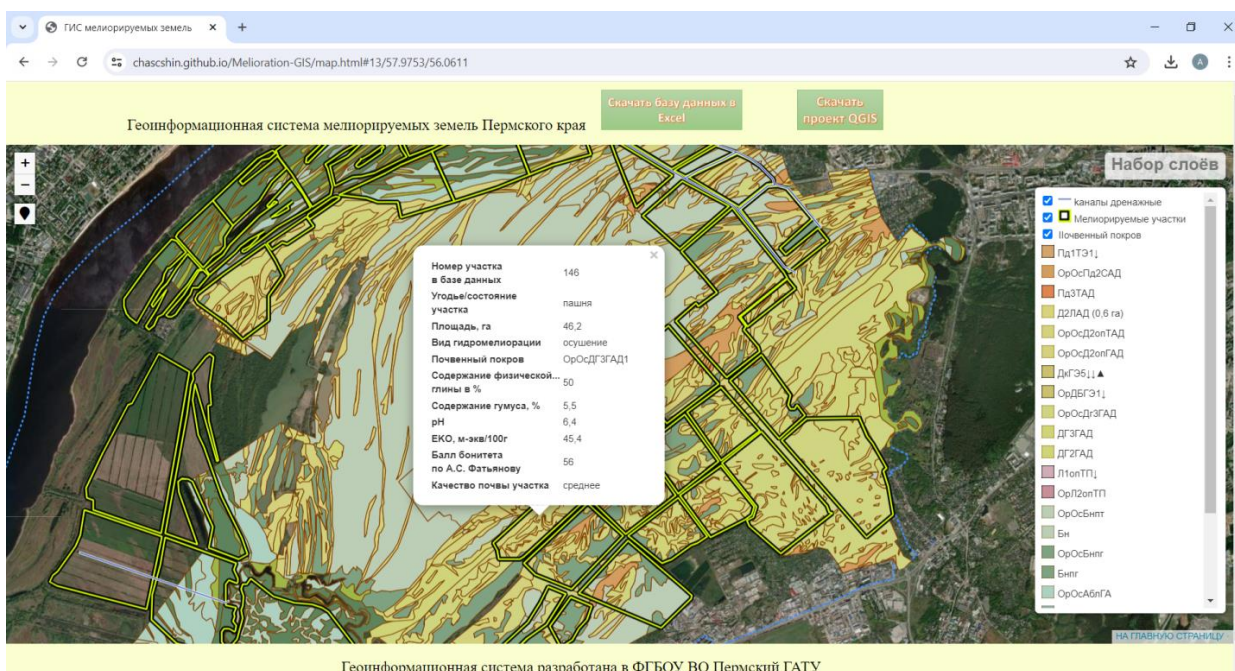 ГИС мелиорируемых земель
chascshin.github.io/Melioration-GIS/map.html#13/57.9753/56.0611
A
Геоинформационная система мелиорируемых земель Пермского края
Скачать базу данных в
Excel
Скачать
проект QGIS
+
−
Набор слоёв
каналы дренажные
Мелиорируемые участки
Почвенный покров
Пд1ТЭ1↓
ОрОсПд2САД
Пд3ТАД
Д2ЛАД (0,6 га)
ОрОсД2опТАД
ОрОсД2опГАД
ДкГЭ5↓↓▲
ОрДБГЭ1↓
ОрОсДг3ГАД
ДГ3ГАД
ДГ2ГАД
Л1опТП↓
ОрЛ2опТП
ОрОсБнпт
Бн
ОрОсБнпг
Бнпг
ОрОсАблГА
Номер участка
в базе данных 146
Угодье/состояние
участка пашня
Площадь, га 46,2
Вид гидромелиорации осушение
Почвенный покров ОрОсДГ3ГАД1
Содержание физической...
глины в % 50
Содержание гумуса, % 5,5
pH 6,4
ЕКО, м-экв/100г 45,4
Балл бонитета
по А.С. Фатьянову 56
Качество почвы участка среднее
НА ГЛАВНУЮ СТРАНИЦУ
Геоинформационная система разработана в ФГБОУ ВО Пермский ГАТУ